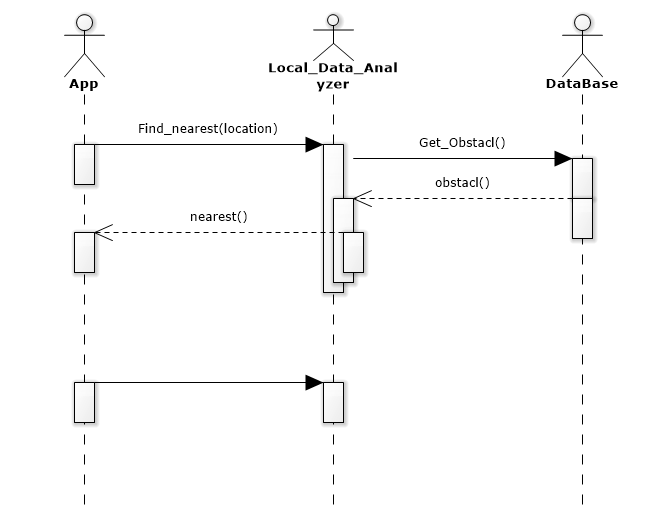 App
Local_Data_Anal
yzer
DataBase
Find_nearest(location)
Get_Obstacl()
obstacl()
nearest()